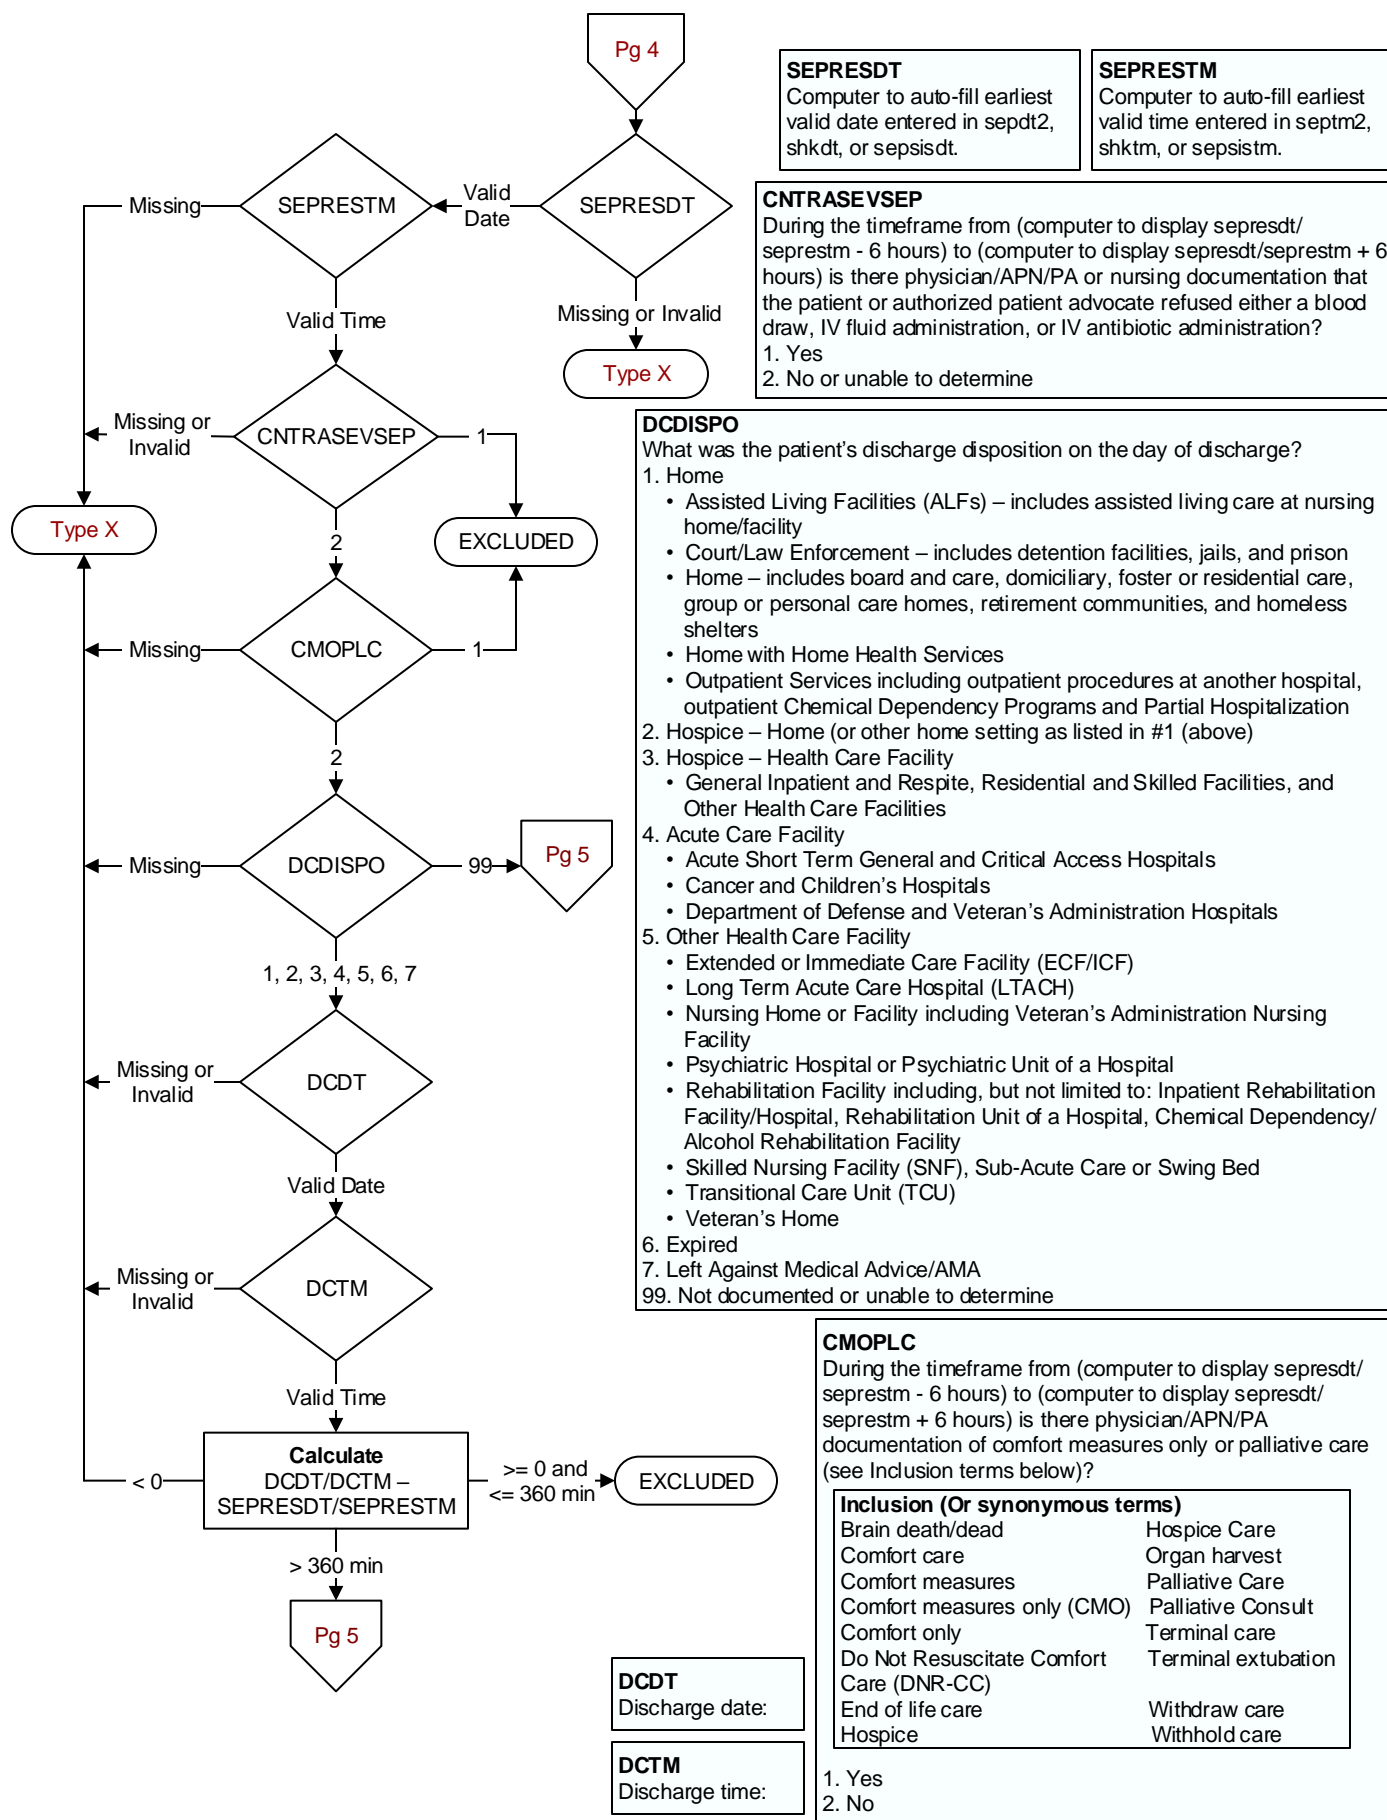 Pg 4
SEPRESDT
Computer to auto-fill earliest
valid date entered in sepdt2,
shkdt, or sepsisdt.
SEPRESTM
Computer to auto-fill earliest
valid time entered in septm2,
shktm, or sepsistm.
Missing
SEPRESTM
Valid
Date
SEPRESDT
Valid Time
Missing or Invalid
Type X
CNTRASEVSEP
During the timeframe from (computer to display sepresdt/
seprestm - 6 hours) to (computer to display sepresdt/seprestm + 6
hours) is there physician/APN/PA or nursing documentation that
the patient or authorized patient advocate refused either a blood
draw, IV fluid administration, or IV antibiotic administration?
1. Yes
2. No or unable to determine
Missing or
Invalid
CNTRASEVSEP
1
Type X
2
EXCLUDED
Missing
CMOPLC
1
2
Missing
DCDISPO
99
Pg 5
1, 2, 3, 4, 5, 6, 7
Missing or
Invalid
DCDT
Valid Date
Missing or
Invalid
DCTM
Valid Time
< 0
Calculate
DCDT/DCTM –
SEPRESDT/SEPRESTM
>= 0 and
<= 360 min
EXCLUDED
> 360 min
Pg 5
DCDISPO
What was the patient's discharge disposition on the day of discharge?
1. Home
• Assisted Living Facilities (ALFs) – includes assisted living care at nursing
home/facility
• Court/Law Enforcement – includes detention facilities, jails, and prison
• Home – includes board and care, domiciliary, foster or residential care,
group or personal care homes, retirement communities, and homeless
shelters
• Home with Home Health Services
• Outpatient Services including outpatient procedures at another hospital,
outpatient Chemical Dependency Programs and Partial Hospitalization
2. Hospice – Home (or other home setting as listed in #1 (above)
3. Hospice – Health Care Facility
• General Inpatient and Respite, Residential and Skilled Facilities, and
Other Health Care Facilities
4. Acute Care Facility
• Acute Short Term General and Critical Access Hospitals
• Cancer and Children's Hospitals
• Department of Defense and Veteran's Administration Hospitals
5. Other Health Care Facility
• Extended or Immediate Care Facility (ECF/ICF)
• Long Term Acute Care Hospital (LTACH)
• Nursing Home or Facility including Veteran's Administration Nursing
Facility
• Psychiatric Hospital or Psychiatric Unit of a Hospital
• Rehabilitation Facility including, but not limited to: Inpatient Rehabilitation
Facility/Hospital, Rehabilitation Unit of a Hospital, Chemical Dependency/
Alcohol Rehabilitation Facility
• Skilled Nursing Facility (SNF), Sub-Acute Care or Swing Bed
• Transitional Care Unit (TCU)
• Veteran's Home
6. Expired
7. Left Against Medical Advice/AMA
99. Not documented or unable to determine
CMOPLC
During the timeframe from (computer to display sepresdt/
seprestm - 6 hours) to (computer to display sepresdt/
seprestm + 6 hours) is there physician/APN/PA
documentation of comfort measures only or palliative care
(see Inclusion terms below)?
Inclusion (Or synonymous terms)
Brain death/dead Hospice Care
Comfort care Organ harvest
Comfort measures Palliative Care
Comfort measures only (CMO) Palliative Consult
Comfort only Terminal care
Do Not Resuscitate Comfort Terminal extubation
Care (DNR-CC)
End of life care Withdraw care
Hospice Withhold care
1. Yes
2. No
DCDT
Discharge date:
DCTM
Discharge time: